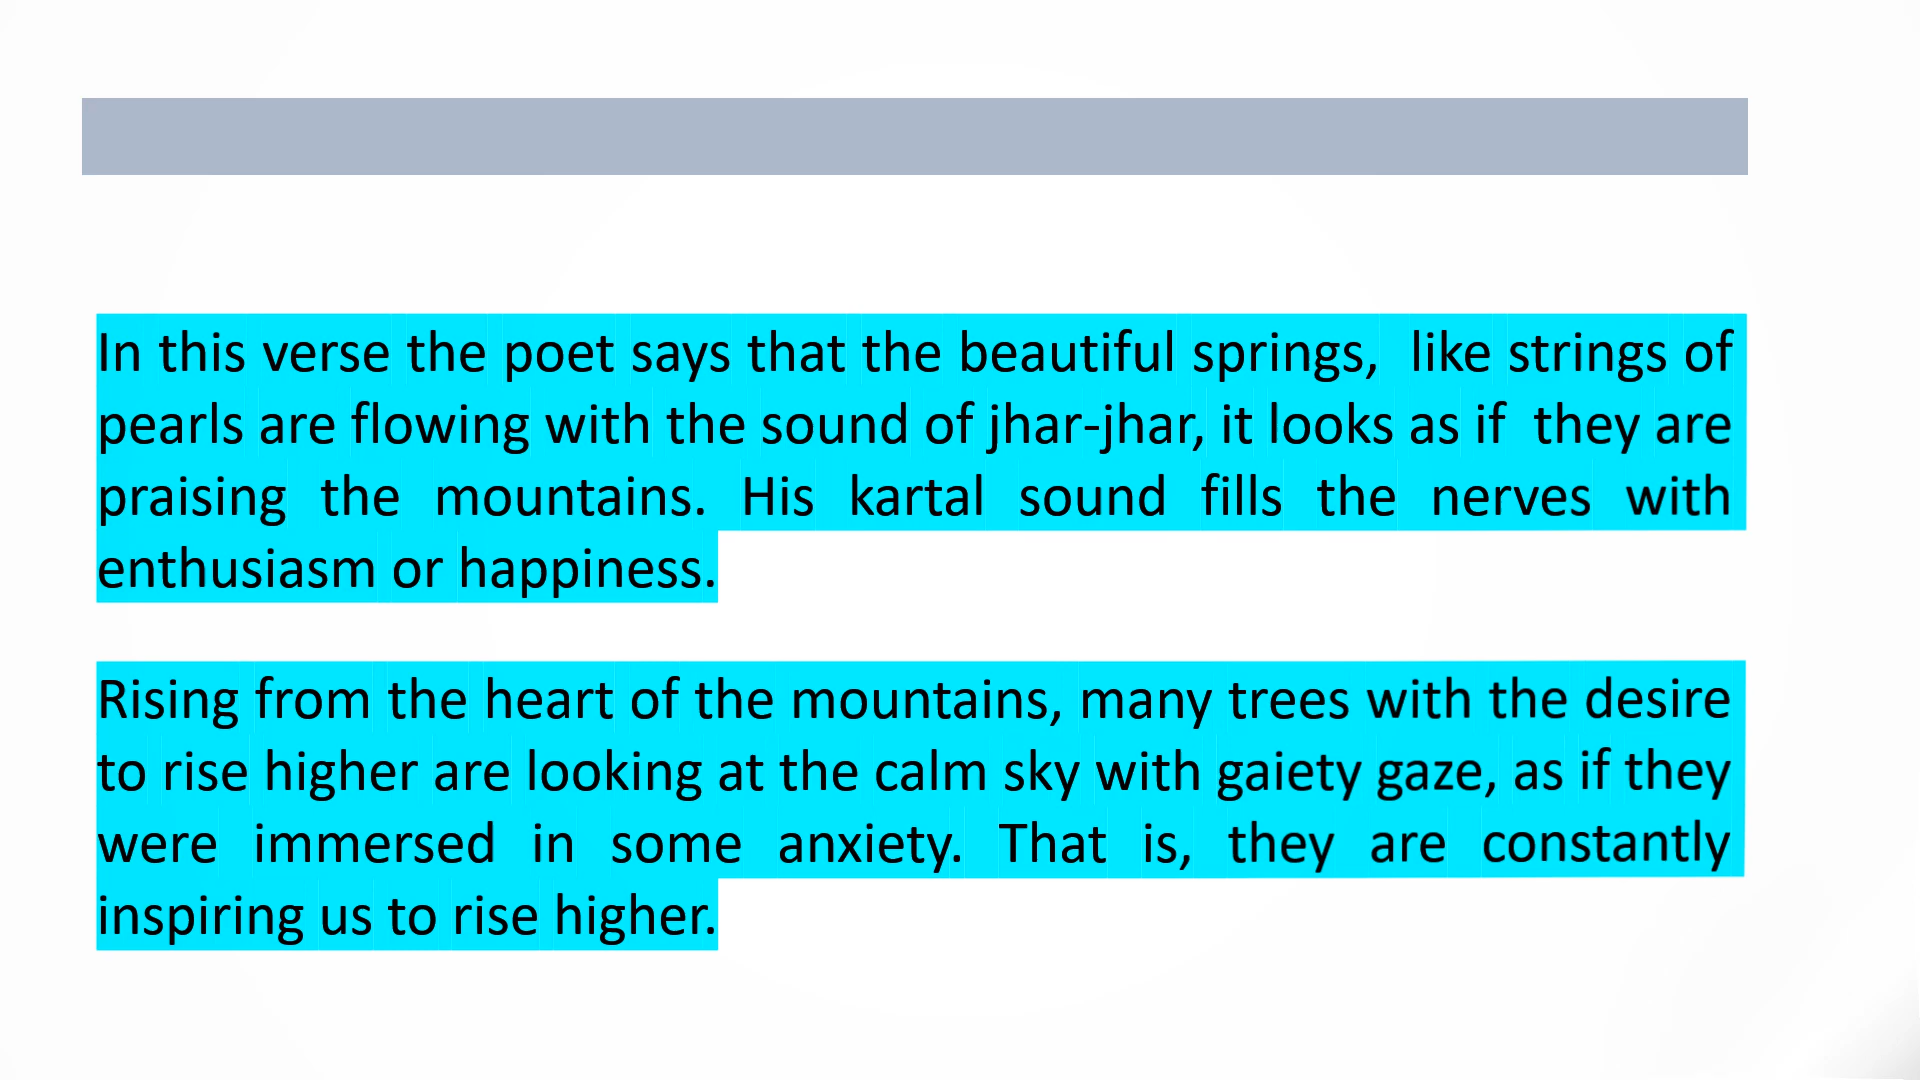 In this verse the poet says that the beautiful springs,  like strings of
pearls are flowing with the sound of jhar-jhar, it looks as if  they are
praising the mountains. His kartal sound fills the nerves with
enthusiasm or happiness.
Rising from the heart of the mountains, many trees with the desire
to rise higher are looking at the calm sky with gaiety gaze, as if they
were immersed in some anxiety. That is, they are constantly
inspiring us to rise higher.